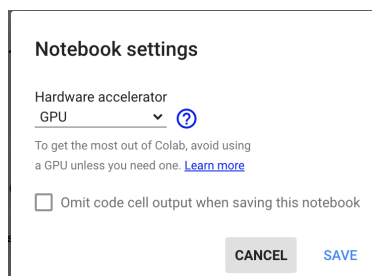 Notebook settings
Hardware accelerator
GPU
To get the most out of Colab, avoid using
a GPU unless you need one. Learn more
Omit code cell output when saving this notebook
CANCEL SAVE